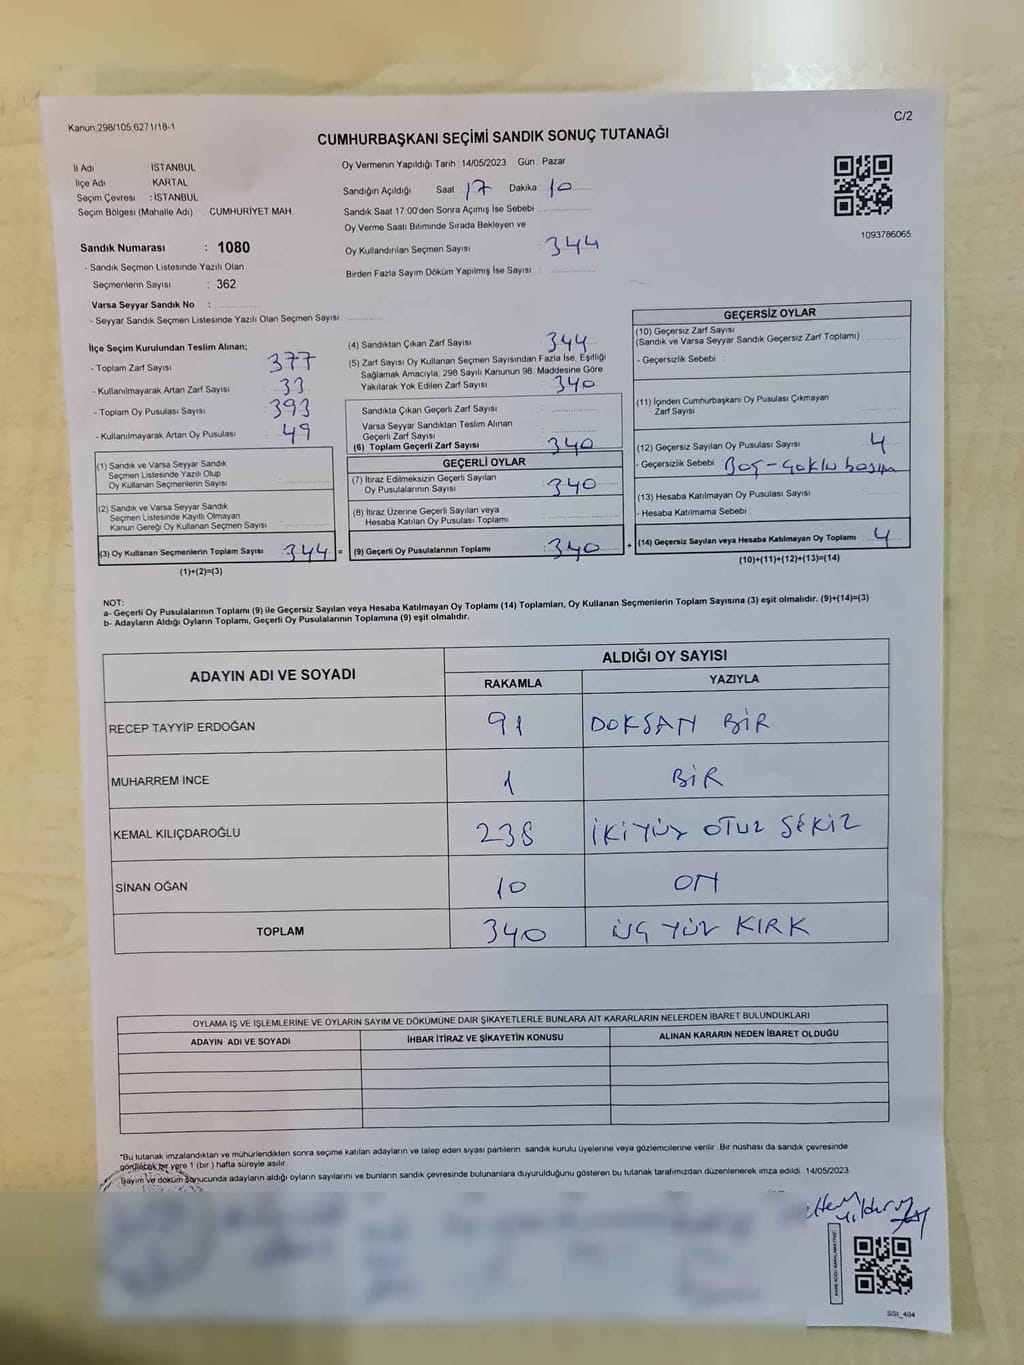 Kanun;298/105;6271/18-1
C/2
CUMHURBAŞKANI SEÇİMİ SANDIK SONUÇ TUTANAĞI
İl Adı İSTANBUL
İlçe Adı : KARTAL
Seçim Çevresi : İSTANBUL
Seçim Bölgesi (Mahalle Adı) : CUMHURİYET MAH.
Sandık Numarası : 1080
- Sandık Seçmen Listesinde Yazılı Olan
Seçmenlerin Sayısı : 362
Varsa Seyyar Sandık No :
- Seyyar Sandık Seçmen Listesinde Yazılı Olan Seçmen Sayısı:
Oy Vermenin Yapıldığı Tarih : 14/05/2023 Gün : Pazar
Sandığın Açıldığı Saat : 17 Dakika : 10
Sandık Saat 17.00'den Sonra Açımış İse Sebebi :
Oy Verme Saati Bitiminde Sırada Bekleyen ve
Oy Kullandırılan Seçmen Sayısı : 344
Birden Fazla Sayım Döküm Yapılmış İse Sayısı :
1093786065
İlçe Seçim Kurulundan Teslim Alınan;
- Toplam Zarf Sayısı : 377
- Kullanılmayarak Artan Zarf Sayısı : 33
- Toplam Oy Pusulası Sayısı : 393
- Kullanılmayarak Artan Oy Pusulası : 49
(1) Sandık ve Varsa Seyyar Sandık
Seçmen Listesinde Yazılı Olup
Oy Kullanan Seçmenlerin Sayısı :
(2) Sandık ve Varsa Seyyar Sandık
Seçmen Listesinde Kayıtlı Olmayan
Kanun Gereği Oy Kullanan Seçmen Sayısı :
(3) Oy Kullanan Seçmenlerin Toplam Sayısı : 344 =
(1)+(2)=(3)
(4) Sandıktan Çıkan Zarf Sayısı : 344
(5) Zarf Sayısı Oy Kullanan Seçmen Sayısından Fazla İse, Eşitliği
Sağlamak Amacıyla; 298 Sayılı Kanunun 98. Maddesine Göre
Yakılarak Yok Edilen Zarf Sayısı : 340
Sandıkta Çıkan Geçerli Zarf Sayısı :
Varsa Seyyar Sandıktan Teslim Alınan
Geçerli Zarf Sayısı :
(6) Toplam Geçerli Zarf Sayısı : 340
GEÇERLİ OYLAR
(7) İtiraz Edilmeksizin Geçerli Sayılan
Oy Pusulalarının Sayısı : 340
(8) İtiraz Üzerine Geçerli Sayılan veya
Hesaba Katılan Oy Pusulası Toplamı :
(9) Geçerli Oy Pusulalarının Toplamı : 340 +
GEÇERSİZ OYLAR
(10) Geçersiz Zarf Sayısı
(Sandık ve Varsa Seyyar Sandık Geçersiz Zarf Toplamı) :
- Geçersizlik Sebebi :
(11) İçinden Cumhurbaşkanı Oy Pusulası Çıkmayan
Zarf Sayısı :
(12) Geçersiz Sayılan Oy Pusulası Sayısı : 4
- Geçersizlik Sebebi : Boş-Çoklu basım
(13) Hesaba Katılmayan Oy Pusulası Sayısı :
- Hesaba Katılmama Sebebi :
(14) Geçersiz Sayılan veya Hesaba Katılmayan Oy Toplamı : 4
(10)+(11)+(12)+(13)=(14)
NOT:
a- Geçerli Oy Pusulalarının Toplamı (9) ile Geçersiz Sayılan veya Hesaba Katılmayan Oy Toplamı (14) Toplamları, Oy Kullanan Seçmenlerin Toplam Sayısına (3) eşit olmalıdır. (9)+(14)=(3)
b- Adayların Aldığı Oyların Toplamı, Geçerli Oy Pusulalarının Toplamına (9) eşit olmalıdır.
ADAYIN ADI VE SOYADI
ALDIĞI OY SAYISI
RAKAMLA YAZIYLA
RECEP TAYYİP ERDOĞAN 91 DOKSAN BİR
MUHARREM İNCE 1 BİR
KEMAL KILIÇDAROĞLU 238 İKİYÜZ OTUZ SEKİZ
SİNAN OĞAN 10 ON
TOPLAM 340 ÜÇ YÜZ KIRK
OYLAMA İŞ VE İŞLEMLERİNE VE OYLARIN SAYIM VE DÖKÜMÜNE DAİR ŞİKAYETLERLE BUNLARA AİT KARARLARIN NELERDEN İBARET BULUNDUKLARI
ADAYIN ADI VE SOYADI İHBAR İTİRAZ VE ŞİKAYETİN KONUSU ALINAN KARARIN NEDEN İBARET OLDUĞU
*Bu tutanak imzalandıktan ve mühürlendikten sonra seçime katılan adayların ve talep eden siyasi partilerin sandık kurulu üyelerine veya gözlemcilerine verilir. Bir nüshası da sandık çevresinde
görülecek bir yere 1 (bir) hafta süreyle asılır.
Sayım ve döküm sonucunda adayların aldığı oyların sayılarını ve bunların sandık çevresinde bulunanlara duyurulduğunu gösteren bu tutanak tarafımızdan düzenlenerek imza edildi. 14/05/2023
SSI_404